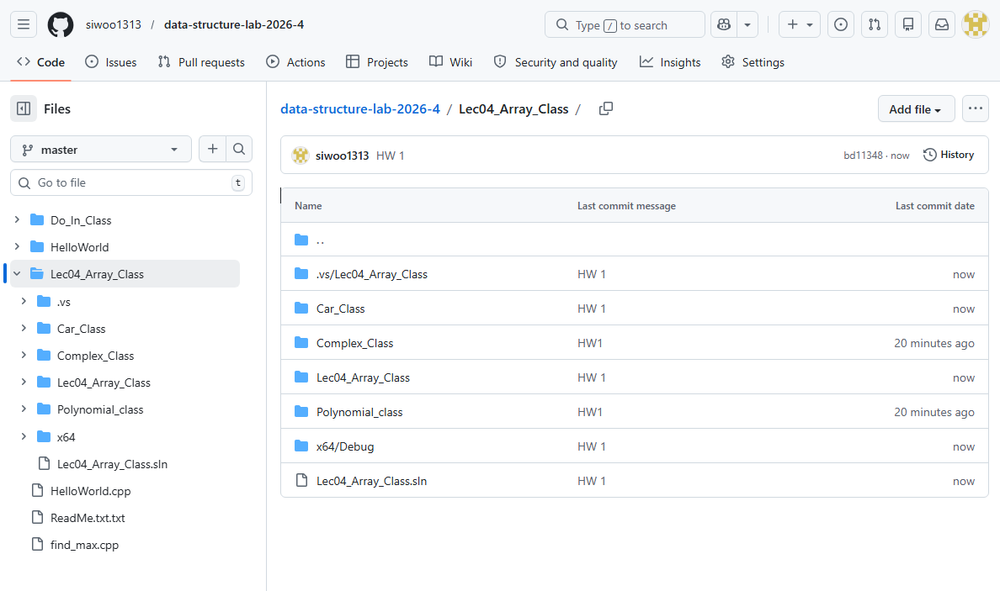 siwoo1313 / data-structure-lab-2026-4
Type / to search
Code Issues Pull requests Actions Projects Wiki Security and quality Insights Settings
Files
master
Go to file t
Do_In_Class
HelloWorld
Lec04_Array_Class
.vs
Car_Class
Complex_Class
Lec04_Array_Class
Polynomial_class
x64
Lec04_Array_Class.sln
HelloWorld.cpp
ReadMe.txt.txt
find_max.cpp
data-structure-lab-2026-4 / Lec04_Array_Class /
Add file
siwoo1313 HW 1 bd11348 · now History
Name Last commit message Last commit date
..
.vs/Lec04_Array_Class HW 1 now
Car_Class HW 1 now
Complex_Class HW1 20 minutes ago
Lec04_Array_Class HW 1 now
Polynomial_class HW1 20 minutes ago
x64/Debug HW 1 now
Lec04_Array_Class.sln HW 1 now